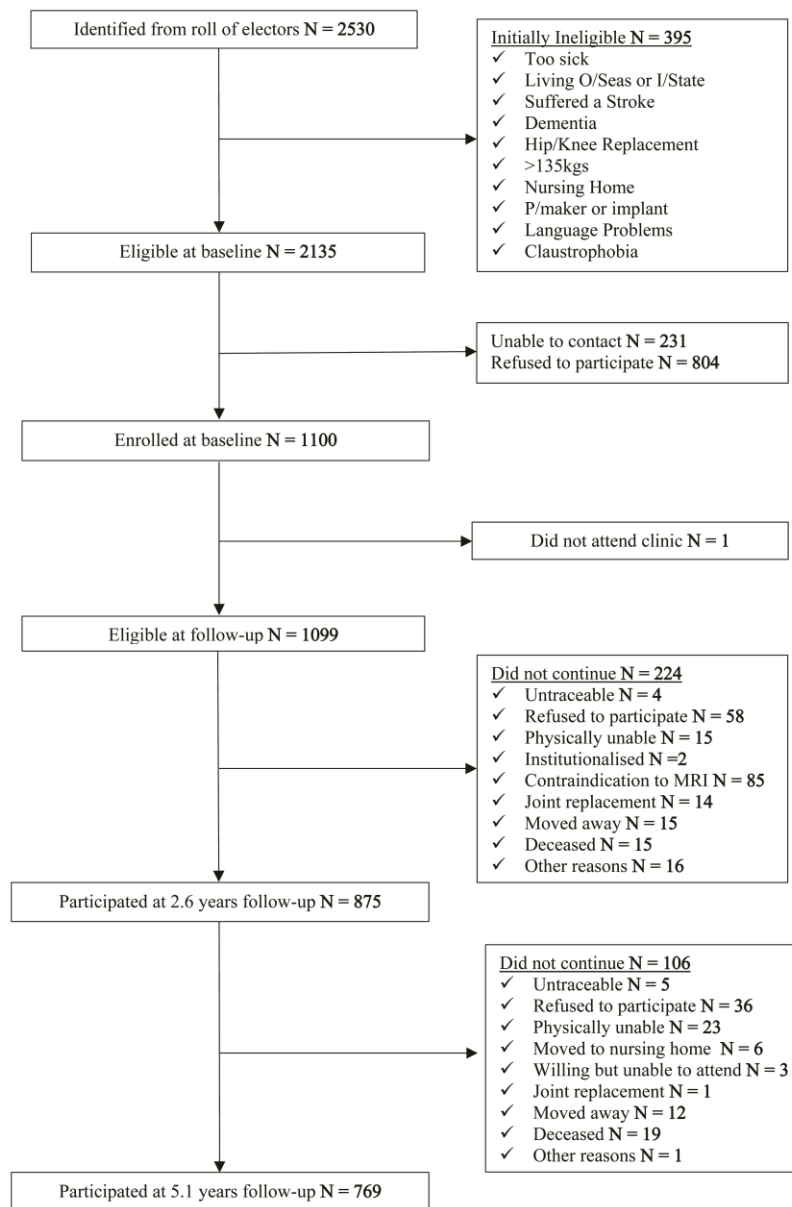 Identified from roll of electors N = 2530
Initially Ineligible N = 395
✓ Too sick
✓ Living O/Seas or I/State
✓ Suffered a Stroke
✓ Dementia
✓ Hip/Knee Replacement
✓ >135kgs
✓ Nursing Home
✓ P/maker or implant
✓ Language Problems
✓ Claustrophobia
Eligible at baseline N = 2135
Unable to contact N = 231
Refused to participate N = 804
Enrolled at baseline N = 1100
Did not attend clinic N = 1
Eligible at follow-up N = 1099
Did not continue N = 224
✓ Untraceable N = 4
✓ Refused to participate N = 58
✓ Physically unable N = 15
✓ Institutionalised N =2
✓ Contraindication to MRI N = 85
✓ Joint replacement N = 14
✓ Moved away N = 15
✓ Deceased N = 15
✓ Other reasons N = 16
Participated at 2.6 years follow-up N = 875
Did not continue N = 106
✓ Untraceable N = 5
✓ Refused to participate N = 36
✓ Physically unable N = 23
✓ Moved to nursing home N = 6
✓ Willing but unable to attend N = 3
✓ Joint replacement N = 1
✓ Moved away N = 12
✓ Deceased N = 19
✓ Other reasons N = 1
Participated at 5.1 years follow-up N = 769